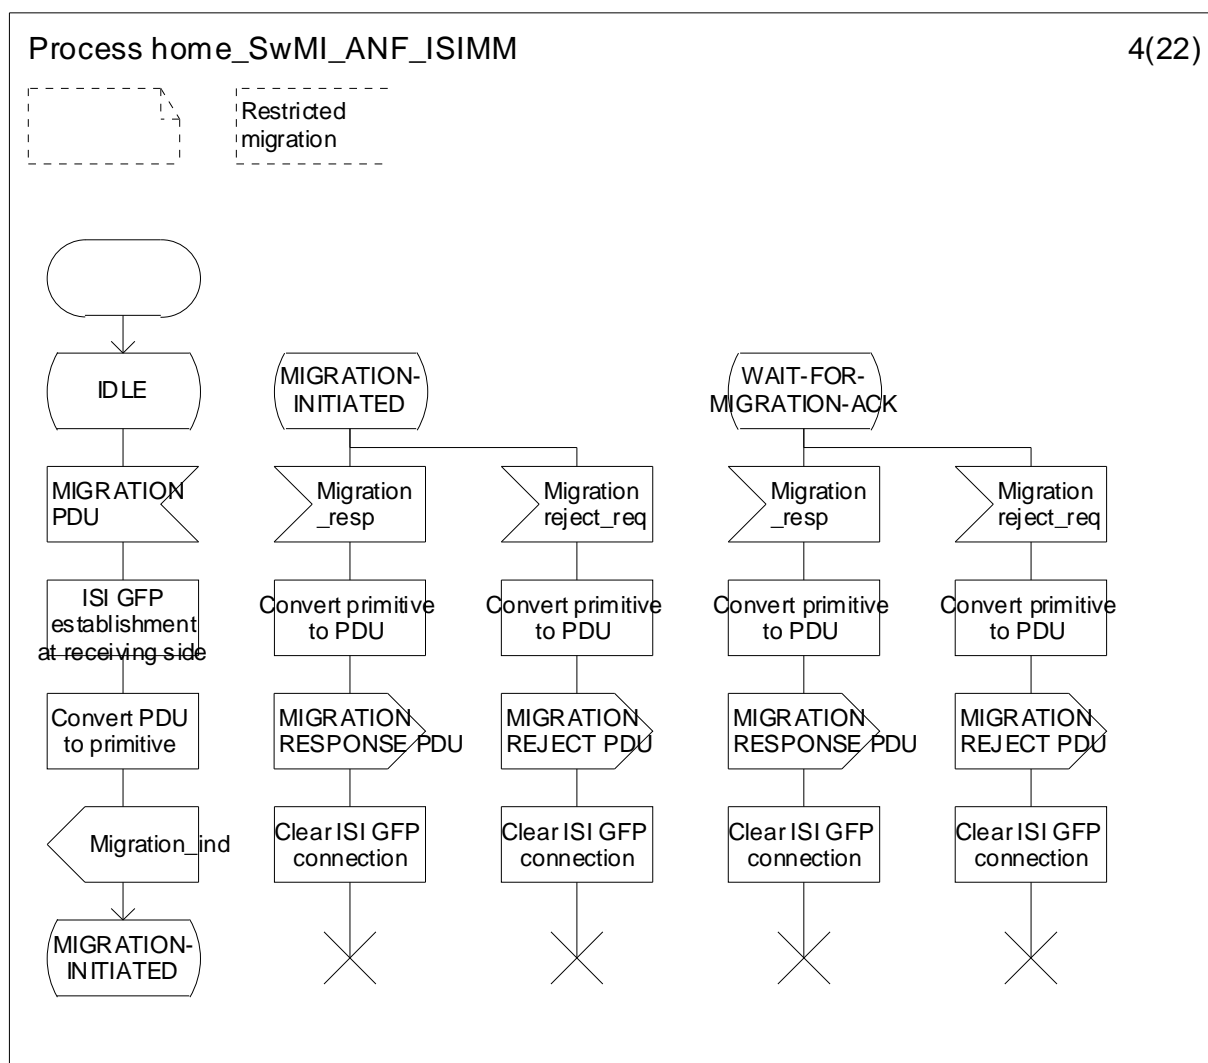 Process home_SwMI_ANF_ISIMM
4(22)
Restricted
migration
IDLE
MIGRATION
PDU
ISI GFP
establishment
at receiving side
Convert PDU
to primitive
Migration_ind
MIGRATION-
INITIATED
MIGRATION-
INITIATED
Migration
_resp
Convert primitive
to PDU
MIGRATION
RESPONSE PDU
Clear ISI GFP
connection
Migration
reject_req
Convert primitive
to PDU
MIGRATION
REJECT PDU
Clear ISI GFP
connection
WAIT-FOR-
MIGRATION-ACK
Migration
_resp
Convert primitive
to PDU
MIGRATION
RESPONSE PDU
Clear ISI GFP
connection
Migration
reject_req
Convert primitive
to PDU
MIGRATION
REJECT PDU
Clear ISI GFP
connection